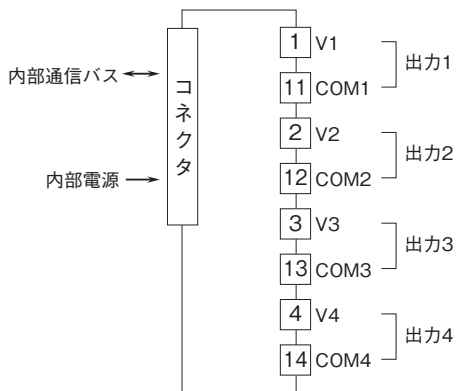 内部通信バス
内部電源
コネクタ
1 V1
11 COM1
出力1
2 V2
12 COM2
出力2
3 V3
13 COM3
出力3
4 V4
14 COM4
出力4